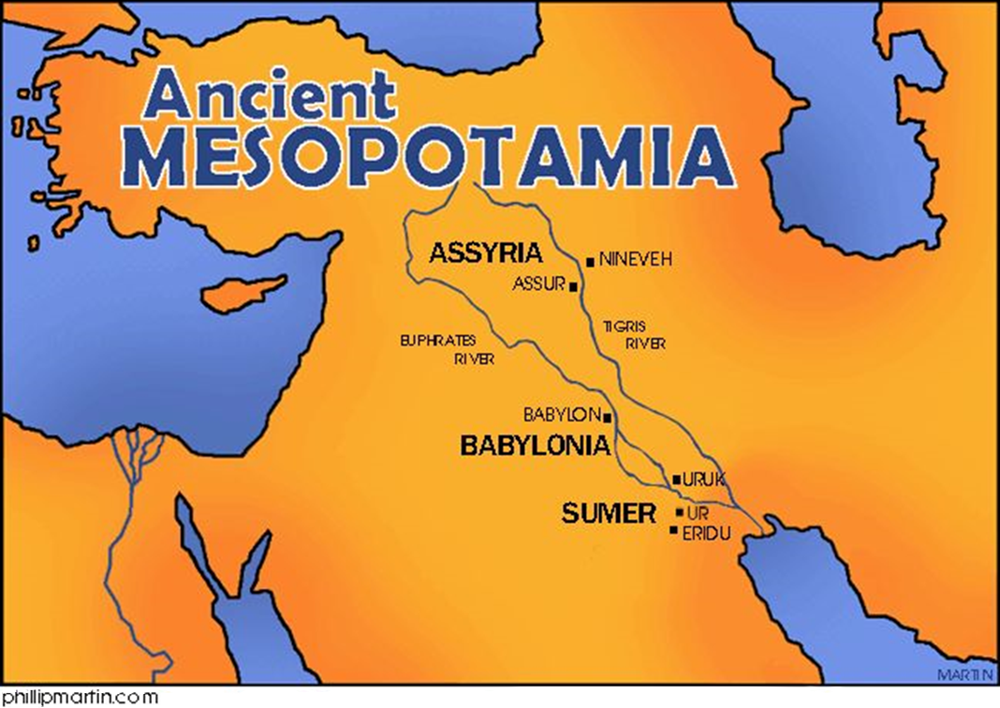 Ancient
MESOPOTAMIA
ASSYRIA
NINEVEH
ASSUR
TIGRIS
RIVER
EUPHRATES
RIVER
BABYLON
BABYLONIA
URUK
SUMER
UR
ERIDU
MARTIN
phillipmartin.com